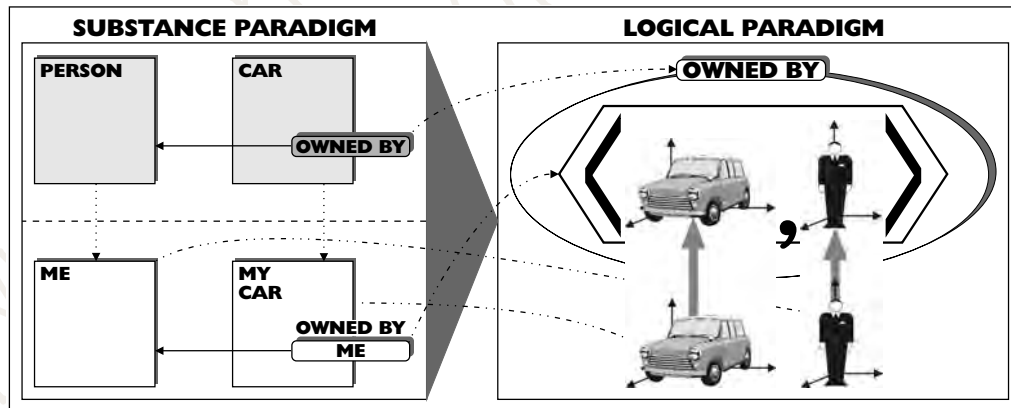 SUBSTANCE PARADIGM
PERSON
CAR
OWNED BY
ME
MY
CAR
OWNED BY
ME
LOGICAL PARADIGM
OWNED BY
,